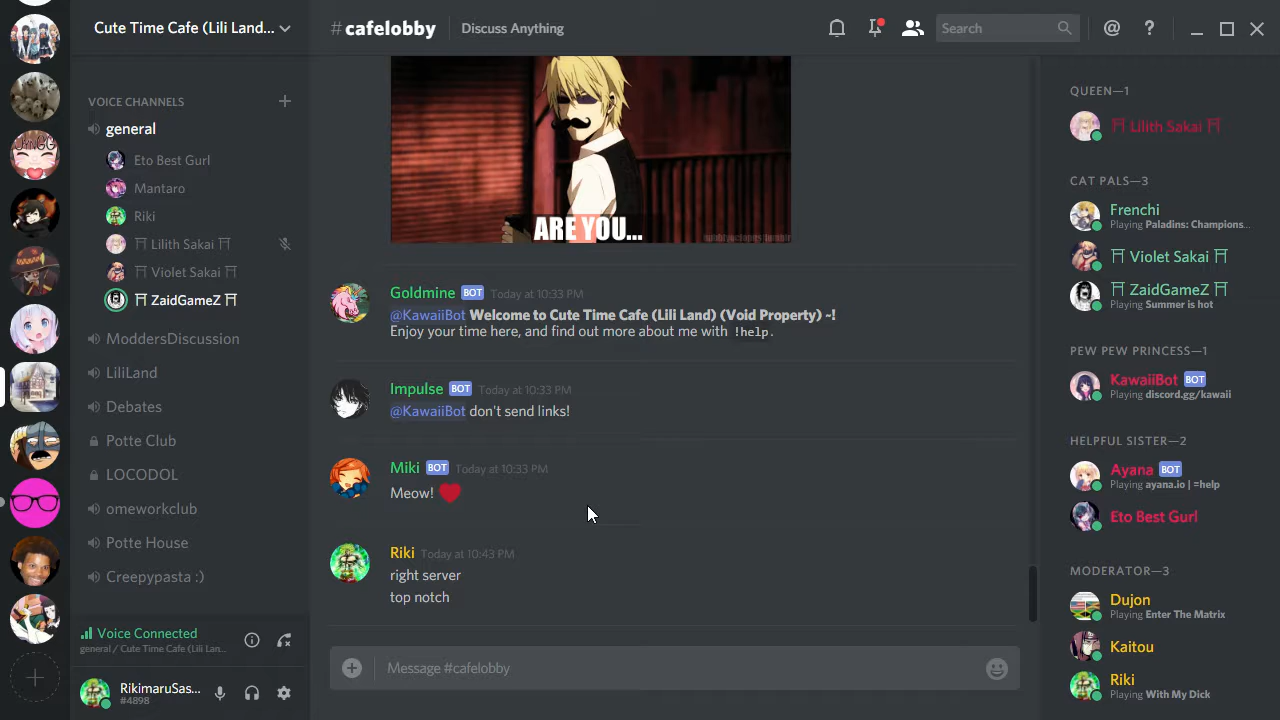 Cute Time Cafe (Lili Land...
VOICE CHANNELS
general
Eto Best Gurl
Mantaro
Riki
⛩ Lilith Sakai ⛩
⛩ Violet Sakai ⛩
⛩ ZaidGameZ ⛩
ModdersDiscussion
LiliLand
Debates
Potte Club
LOCODOL
omeworkclub
Potte House
Creepypasta :)
Voice Connected
general / Cute Time Cafe (Lili Lan...
RikimaruSas...
#4898
#cafelobby
Discuss Anything
Search
ARE YOU...
Goldmine BOT Today at 10:33 PM
@KawaiiBot Welcome to Cute Time Cafe (Lili Land) (Void Property) ~!
Enjoy your time here, and find out more about me with !help.
Impulse BOT Today at 10:33 PM
@KawaiiBot don't send links!
Miki BOT Today at 10:33 PM
Meow! ❤
Riki Today at 10:43 PM
right server
top notch
Message #cafelobby
QUEEN—1
⛩ Lilith Sakai ⛩
CAT PALS—3
Frenchi
Playing Paladins: Champions...
⛩ Violet Sakai ⛩
⛩ ZaidGameZ ⛩
Playing Summer is hot
PEW PEW PRINCESS—1
KawaiiBot BOT
Playing discord.gg/kawaii
HELPFUL SISTER—2
Ayana BOT
Playing ayana.io | =help
Eto Best Gurl
MODERATOR—3
Dujon
Playing Enter The Matrix
Kaitou
Riki
Playing With My Dick